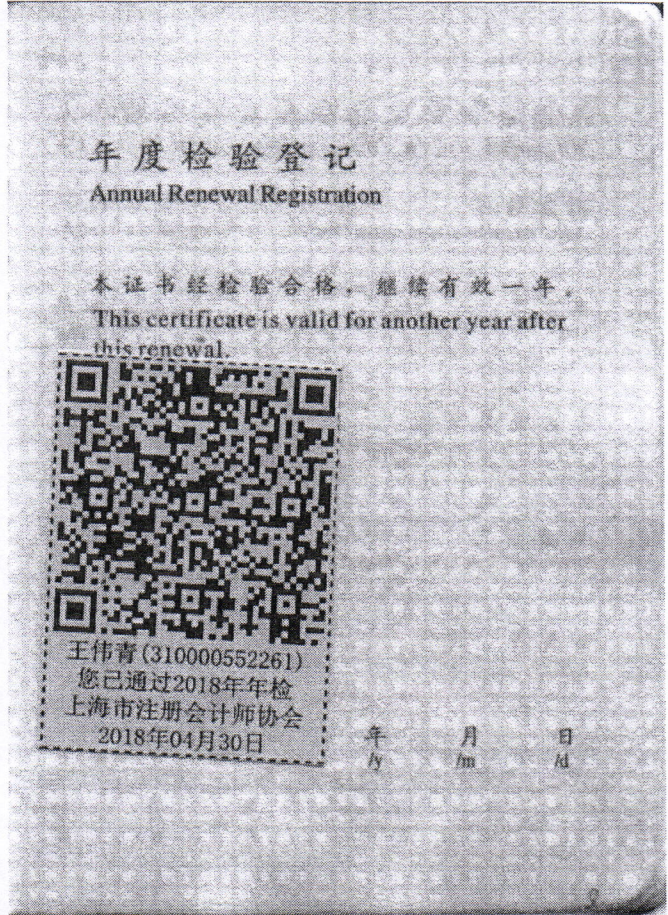 年度检验登记
Annual Renewal Registration
本证书经检验合格，继续有效一年。
This certificate is valid for another year after
this renewal.
王伟青(310000552261)
您已通过2018年年检
上海市注册会计师协会
2018年04月30日
年 月 日
/y /m /d